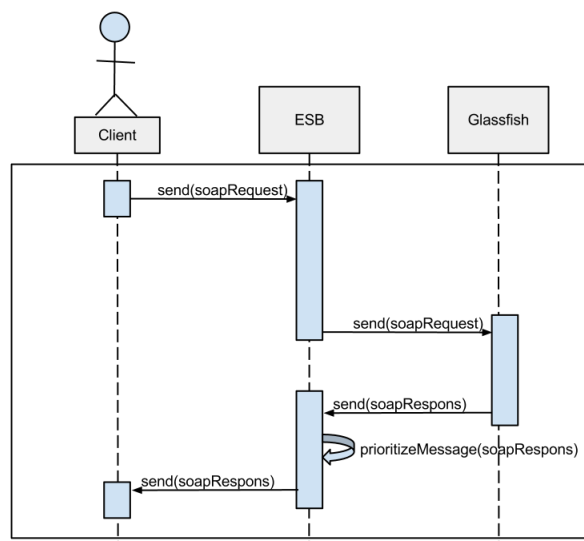 Client
ESB
Glassfish
send(soapRequest)
send(soapRequest)
send(soapRespons)
prioritizeMessage(soapRespons)
send(soapRespons)